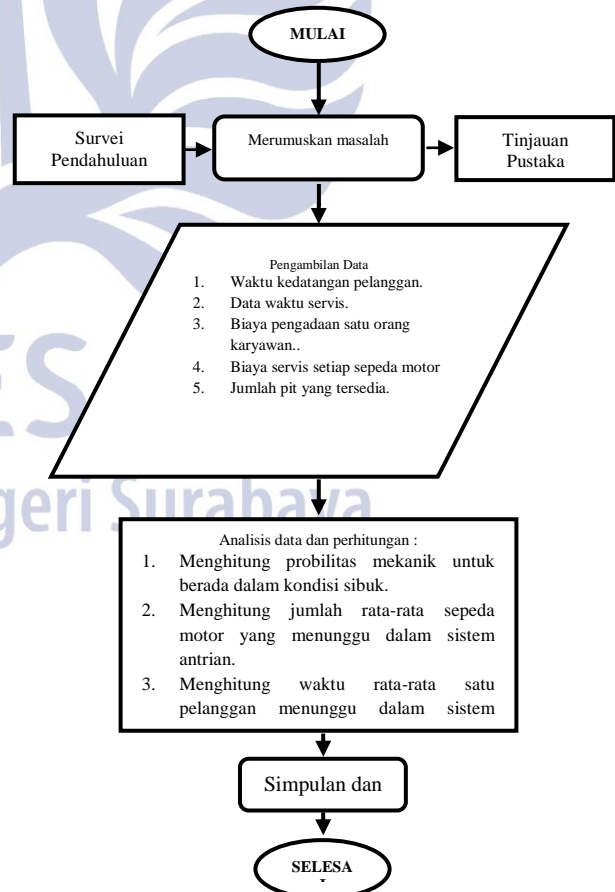 MULAI
Survei
Pendahuluan
Merumuskan masalah
Tinjauan
Pustaka
Pengambilan Data
1. Waktu kedatangan pelanggan.
2. Data waktu servis.
3. Biaya pengadaan satu orang
karyawan..
4. Biaya servis setiap sepeda motor
5. Jumlah pit yang tersedia.
ES
geri Surabaya
Analisis data dan perhitungan :
1. Menghitung probilitas mekanik untuk
berada dalam kondisi sibuk.
2. Menghitung jumlah rata-rata sepeda
motor yang menunggu dalam sistem
antrian.
3. Menghitung waktu rata-rata satu
pelanggan menunggu dalam sistem
Simpulan dan
SELESA